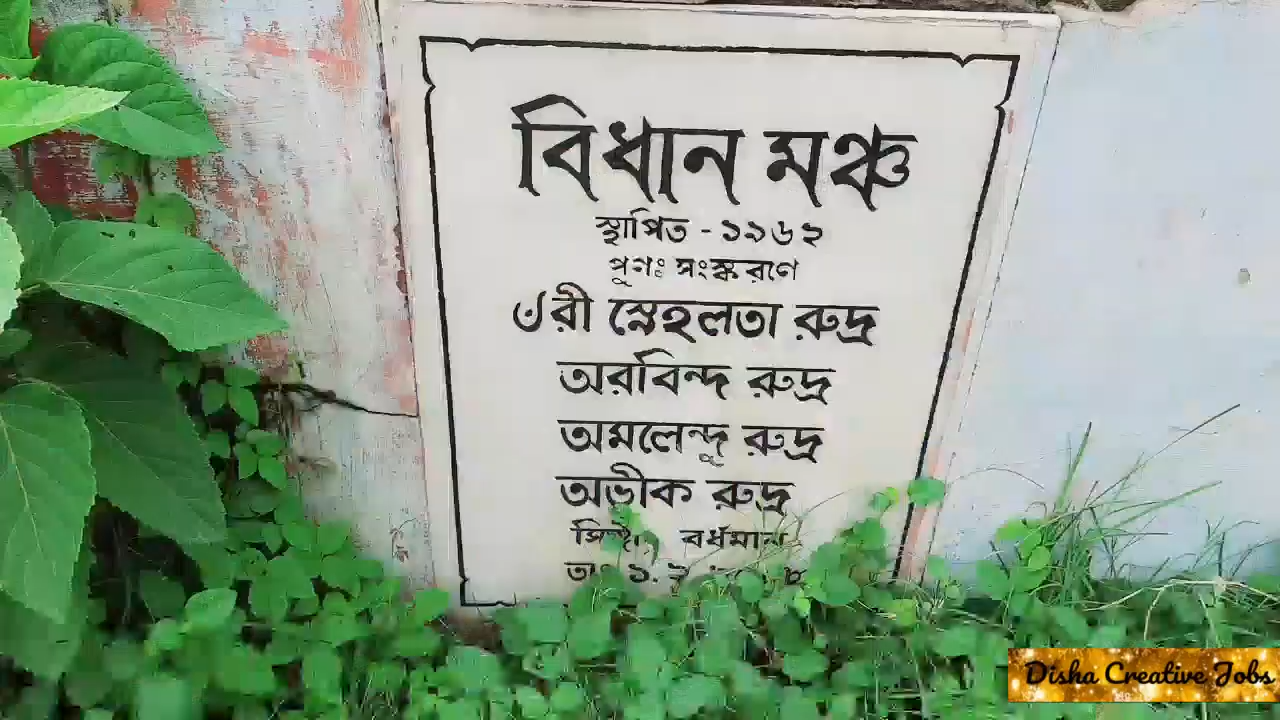 বিধান মঞ্চ
স্থাপিত - ১৯৬২
পুনঃ সংস্করণে
৺রী স্নেহলতা রুদ্র
অরবিন্দ রুদ্র
অমলেন্দু রুদ্র
অভীক রুদ্র
বর্ধমান
Disha Creative Jobs